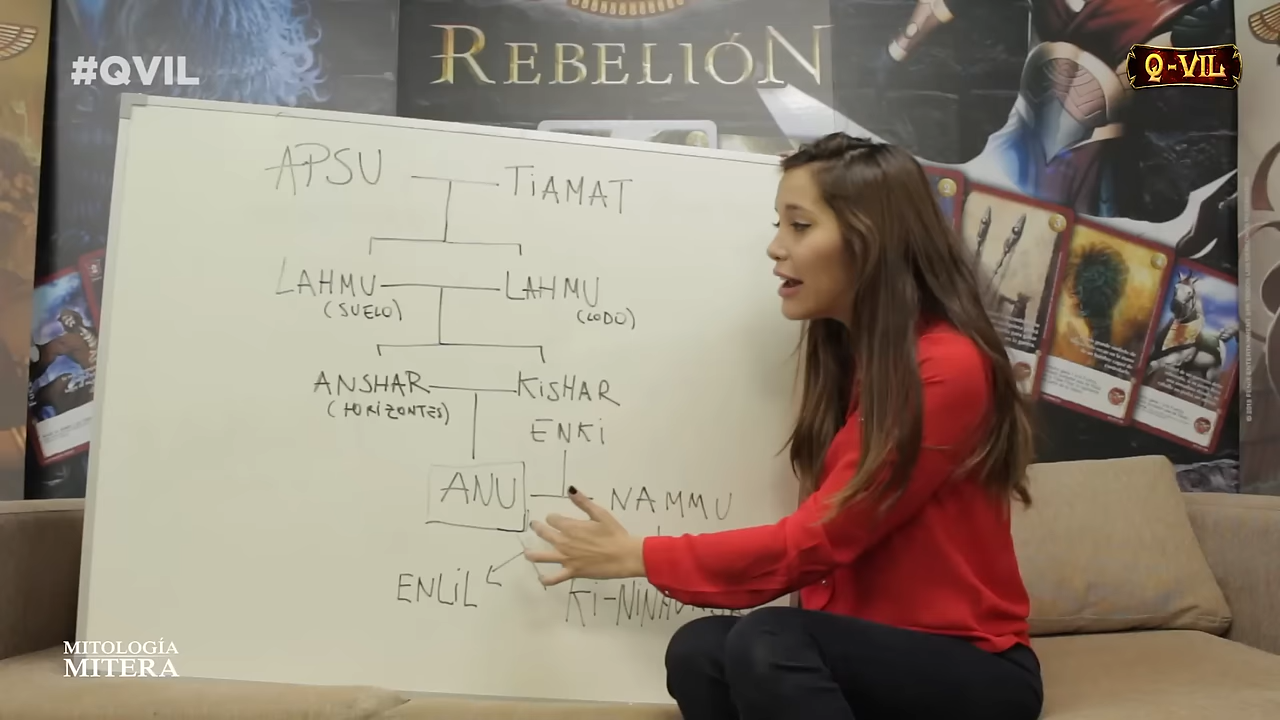 REBELIÓN
#QVIL
Q-VIL
APSU
TIAMAT
LAHMU
(SUELO)
LAHMU
(LODO)
ANSHAR
(HORIZONTES)
KISHAR
ENKI
ANU
NAMMU
ENLIL
MITOLOGÍA
MITERA